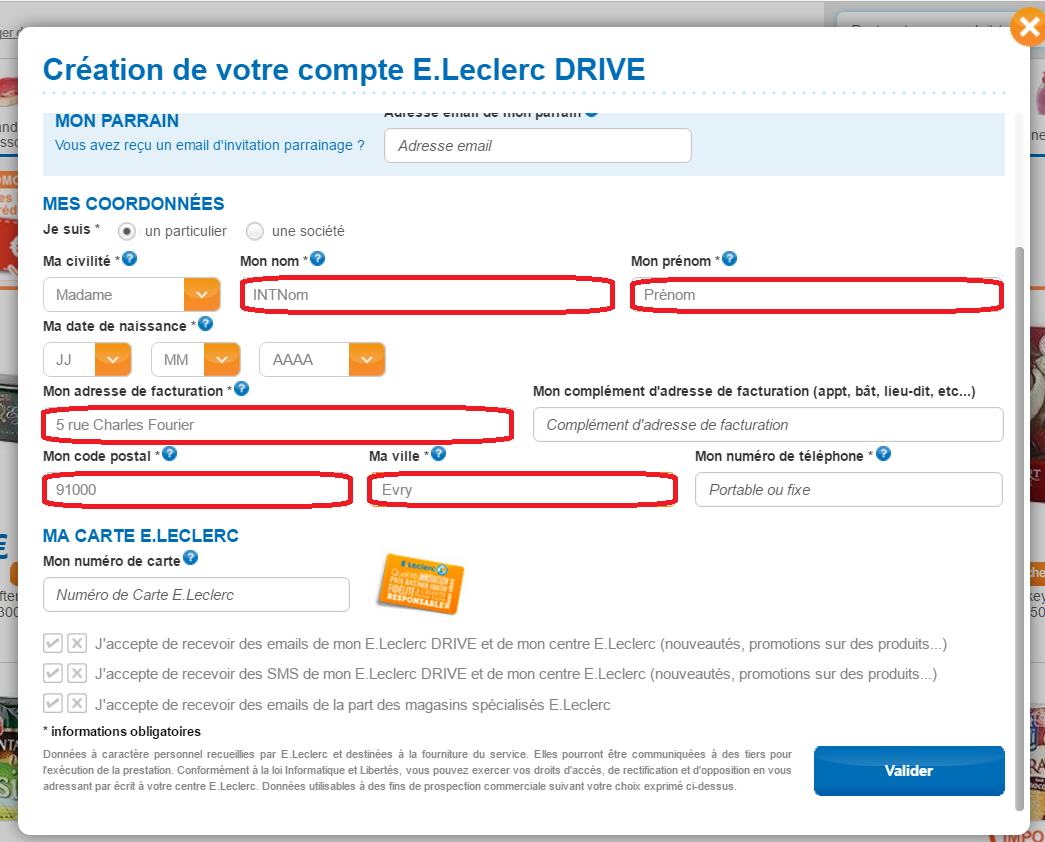 Création de votre compte E.Leclerc DRIVE
MON PARRAIN
Adresse email de mon parrain
Vous avez reçu un email d'invitation parrainage ?
Adresse email
MES COORDONNÉES
Je suis * un particulier une société
Ma civilité * Mon nom * Mon prénom *
Madame INTNom Prénom
Ma date de naissance *
JJ MM AAAA
Mon adresse de facturation * Mon complément d'adresse de facturation (appt, bât, lieu-dit, etc...)
5 rue Charles Fourier Complément d'adresse de facturation
Mon code postal * Ma ville * Mon numéro de téléphone *
91000 Evry Portable ou fixe
MA CARTE E.LECLERC
Mon numéro de carte
Numéro de Carte E.Leclerc
E.Leclerc
RESPONSABLES
J'accepte de recevoir des emails de mon E.Leclerc DRIVE et de mon centre E.Leclerc (nouveautés, promotions sur des produits...)
J'accepte de recevoir des SMS de mon E.Leclerc DRIVE et de mon centre E.Leclerc (nouveautés, promotions sur des produits...)
J'accepte de recevoir des emails de la part des magasins spécialisés E.Leclerc
* informations obligatoires
Données à caractère personnel recueillies par E.Leclerc et destinées à la fourniture du service. Elles pourront être communiquées à des tiers pour
l'exécution de la prestation. Conformément à la loi Informatique et Libertés, vous pouvez exercer vos droits d'accès, de rectification et d'opposition en vous
adressant par écrit à votre centre E.Leclerc. Données utilisables à des fins de prospection commerciale suivant votre choix exprimé ci-dessus.
Valider